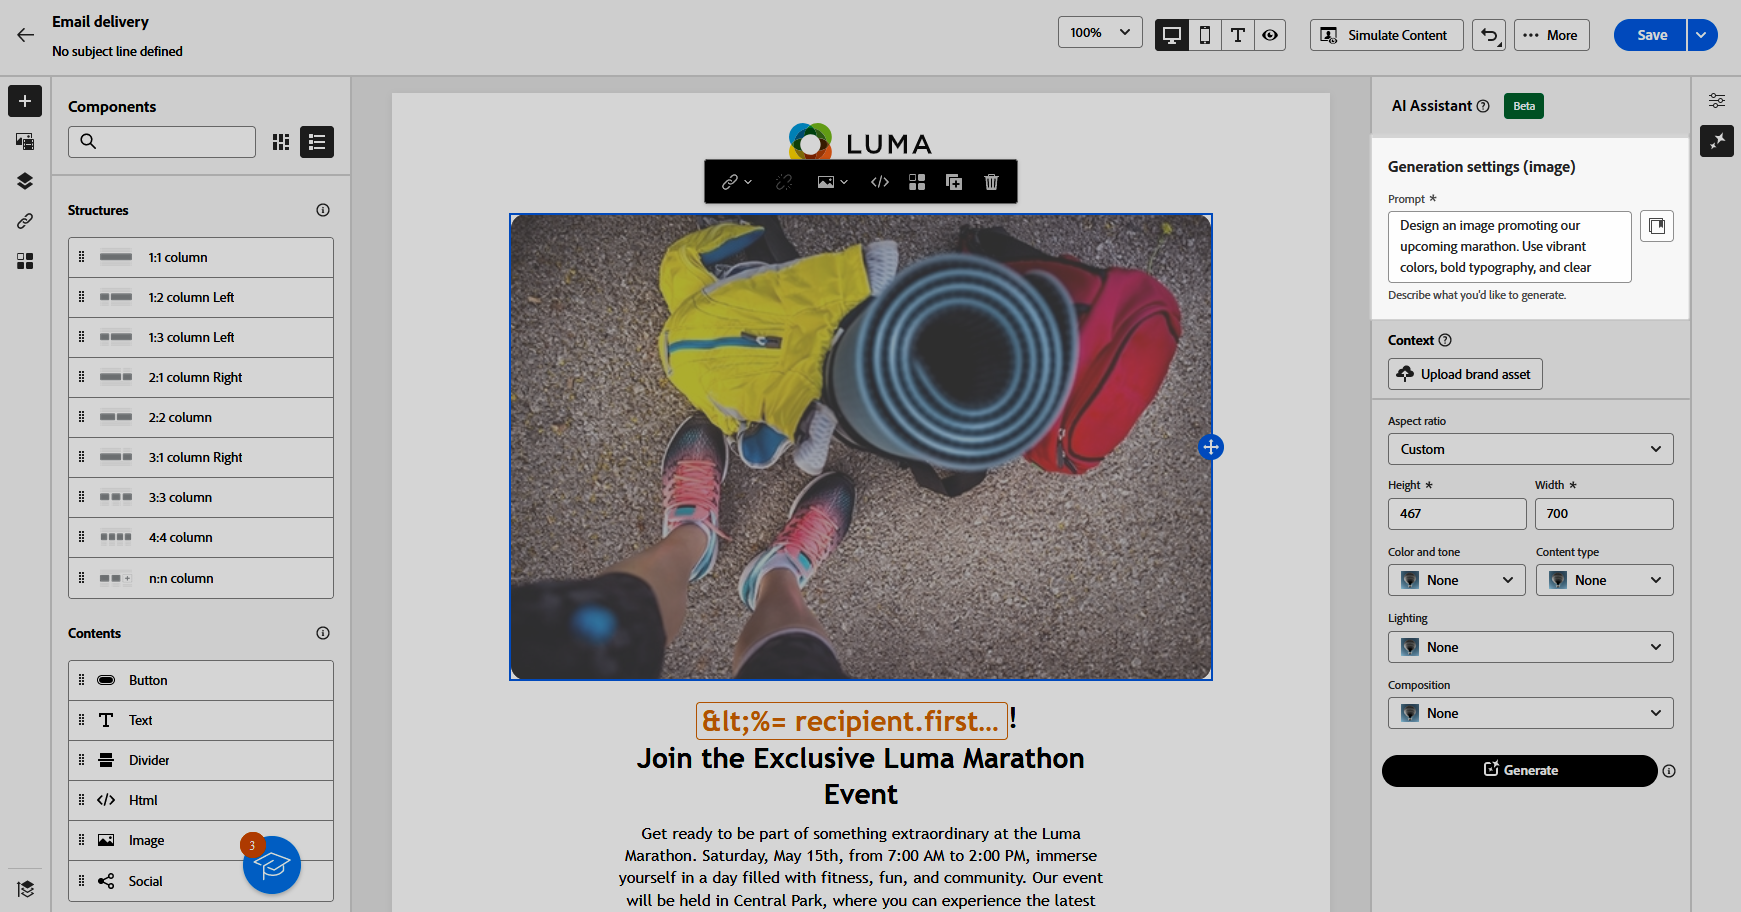 Email delivery
No subject line defined
100%
Simulate Content
More
Save
Components
Structures
1:1 column
1:2 column Left
1:3 column Left
2:1 column Right
2:2 column
3:1 column Right
3:3 column
4:4 column
n:n column
Contents
Button
Text
Divider
Html
Image
Social
3
LUMA
&lt;%= recipient.first... !
Join the Exclusive Luma Marathon
Event
Get ready to be part of something extraordinary at the Luma
Marathon. Saturday, May 15th, from 7:00 AM to 2:00 PM, immerse
yourself in a day filled with fitness, fun, and community. Our event
will be held in Central Park, where you can experience the latest
AI Assistant
Beta
Generation settings (image)
Prompt *
Design an image promoting our
upcoming marathon. Use vibrant
colors, bold typography, and clear
Describe what you'd like to generate.
Context
Upload brand asset
Aspect ratio
Custom
Height * Width *
467 700
Color and tone Content type
None None
Lighting
None
Composition
None
Generate